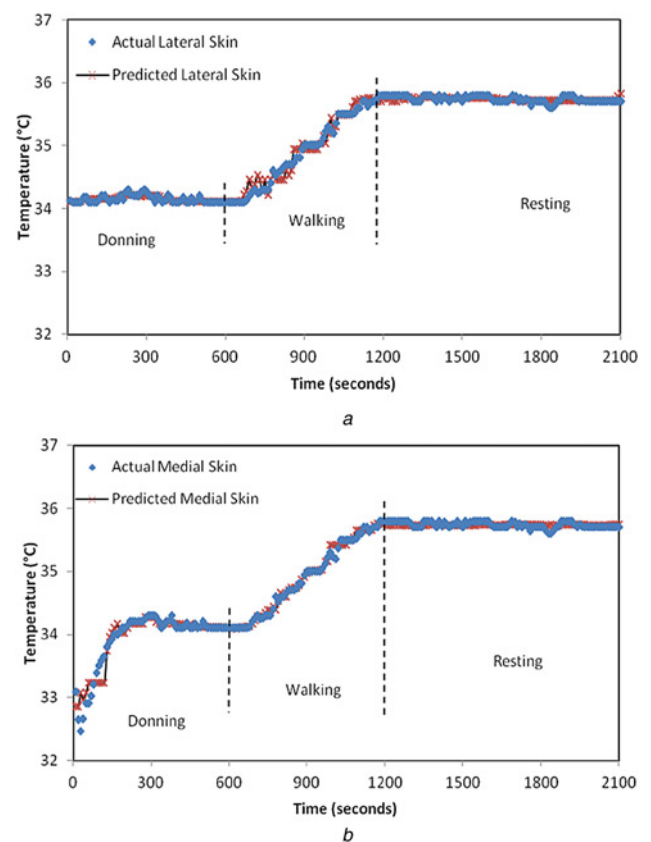 37
36
35
34
33
32
Temperature (°C)
Actual Lateral Skin
Predicted Lateral Skin
Donning
Walking
Resting
0 300 600 900 1200 1500 1800 2100
Time (seconds)
a
37
36
35
34
33
32
Temperature (°C)
Actual Medial Skin
Predicted Medial Skin
Donning
Walking
Resting
0 300 600 900 1200 1500 1800 2100
Time (seconds)
b